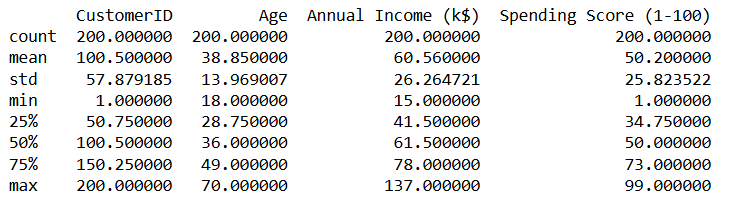 CustomerID Age Annual Income (k$) Spending Score (1-100)
count 200.000000 200.000000 200.000000 200.000000
mean 100.500000 38.850000 60.560000 50.200000
std 57.879185 13.969007 26.264721 25.823522
min 1.000000 18.000000 15.000000 1.000000
25% 50.750000 28.750000 41.500000 34.750000
50% 100.500000 36.000000 61.500000 50.000000
75% 150.250000 49.000000 78.000000 73.000000
max 200.000000 70.000000 137.000000 99.000000